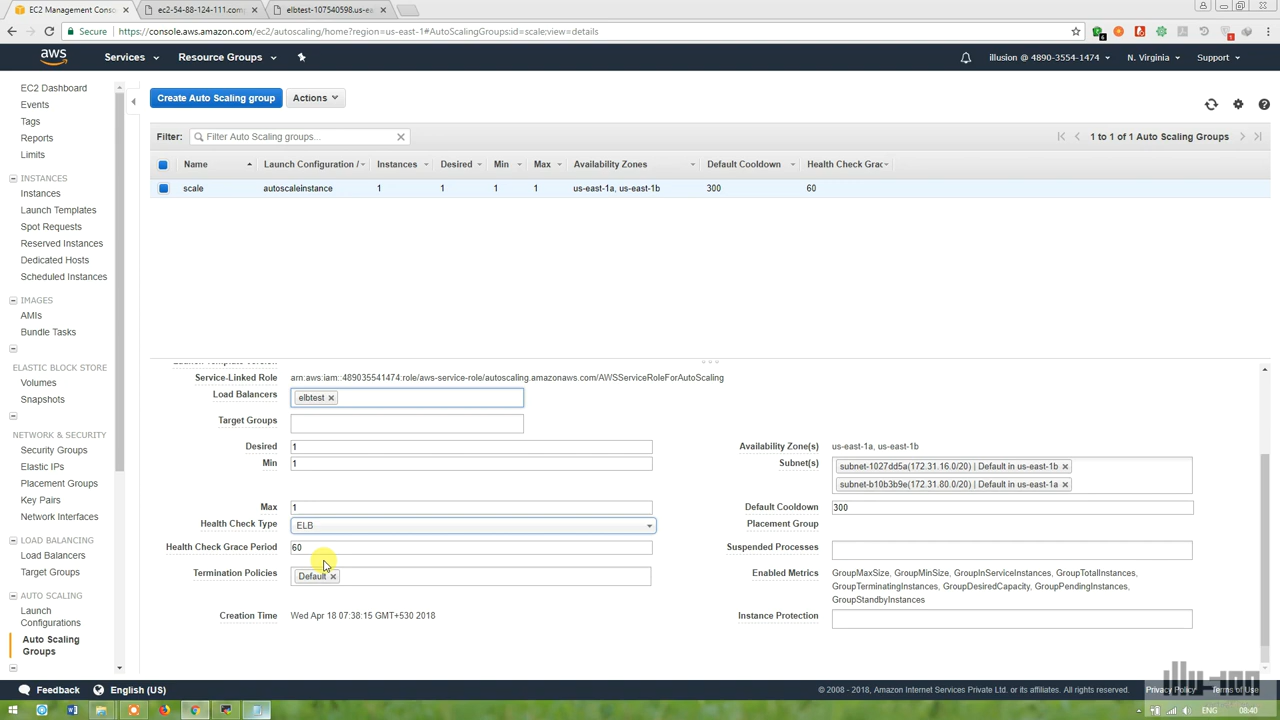 EC2 Management Cons
ec2-54-88-124-111.comp
elbtest-107540598.us-ea
Secure
https://console.aws.amazon.com/ec2/autoscaling/home?region=us-east-1#AutoScalingGroups:id=scale;view=details
aws
Services
Resource Groups
illusion @ 4890-3554-1474
N. Virginia
Support
EC2 Dashboard
Events
Tags
Reports
Limits
INSTANCES
Instances
Launch Templates
Spot Requests
Reserved Instances
Dedicated Hosts
Scheduled Instances
IMAGES
AMIs
Bundle Tasks
ELASTIC BLOCK STORE
Volumes
Snapshots
NETWORK & SECURITY
Security Groups
Elastic IPs
Placement Groups
Key Pairs
Network Interfaces
LOAD BALANCING
Load Balancers
Target Groups
AUTO SCALING
Launch
Configurations
Auto Scaling
Groups
Create Auto Scaling group
Actions
Filter:
Filter Auto Scaling groups...
1 to 1 of 1 Auto Scaling Groups
Name
Launch Configuration /
Instances
Desired
Min
Max
Availability Zones
Default Cooldown
Health Check Grac
scale
autoscaleinstance
1
1
1
1
us-east-1a, us-east-1b
300
60
Launch Template Version
Service-Linked Role
arn:aws:iam::489035541474:role/aws-service-role/autoscaling.amazonaws.com/AWSServiceRoleForAutoScaling
Load Balancers
elbtest
Target Groups
Desired
1
Min
1
Max
1
Health Check Type
ELB
Health Check Grace Period
60
Termination Policies
Default
Creation Time
Wed Apr 18 07:38:15 GMT+530 2018
Availability Zone(s)
us-east-1a, us-east-1b
Subnet(s)
subnet-1027dd5a(172.31.16.0/20) | Default in us-east-1b
subnet-b10b3b9e(172.31.80.0/20) | Default in us-east-1a
Default Cooldown
300
Placement Group
Suspended Processes
Enabled Metrics
GroupMaxSize, GroupMinSize, GroupInServiceInstances, GroupTotalInstances,
GroupTerminatingInstances, GroupDesiredCapacity, GroupPendingInstances,
GroupStandbyInstances
Instance Protection
Feedback
English (US)
© 2008 - 2018, Amazon Internet Services Private Ltd. or its affiliates. All rights reserved.
Privacy Policy
Terms of Use
ENG
08:40